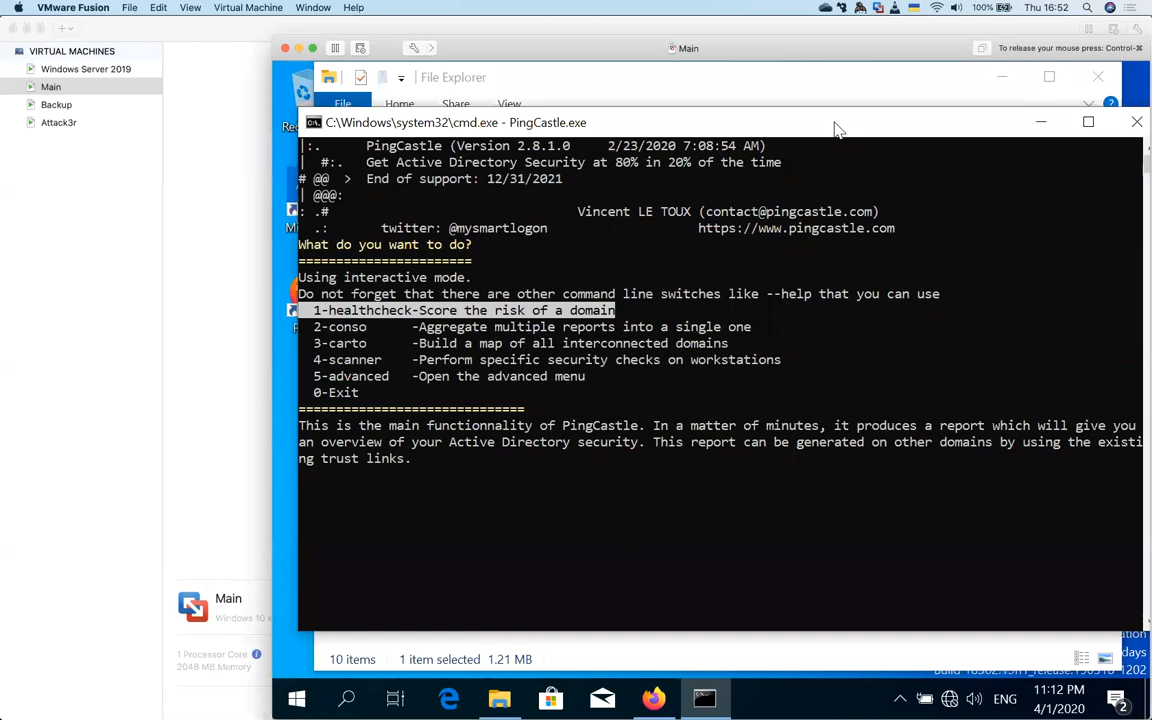 VMware Fusion File Edit View Virtual Machine Window Help 100% Thu 16:52
VIRTUAL MACHINES
Windows Server 2019
Main
Backup
Attack3r
Main
To release your mouse press: Control-⌘
File Explorer
File Home Share View
C:\Windows\system32\cmd.exe - PingCastle.exe
|:. PingCastle (Version 2.8.1.0 2/23/2020 7:08:54 AM)
| #:. Get Active Directory Security at 80% in 20% of the time
# @@ > End of support: 12/31/2021
| @@@:
: .# Vincent LE TOUX (contact@pingcastle.com)
.: twitter: @mysmartlogon https://www.pingcastle.com
What do you want to do?
=======================
Using interactive mode.
Do not forget that there are other command line switches like --help that you can use
1-healthcheck-Score the risk of a domain
2-conso -Aggregate multiple reports into a single one
3-carto -Build a map of all interconnected domains
4-scanner -Perform specific security checks on workstations
5-advanced -Open the advanced menu
0-Exit
==============================
This is the main functionnality of PingCastle. In a matter of minutes, it produces a report which will give you
an overview of your Active Directory security. This report can be generated on other domains by using the existi
ng trust links.
Main
Windows 10 x
1 Processor Core
2048 MB Memory
10 items 1 item selected 1.21 MB
days
1202
ENG
11:12 PM
4/1/2020
2